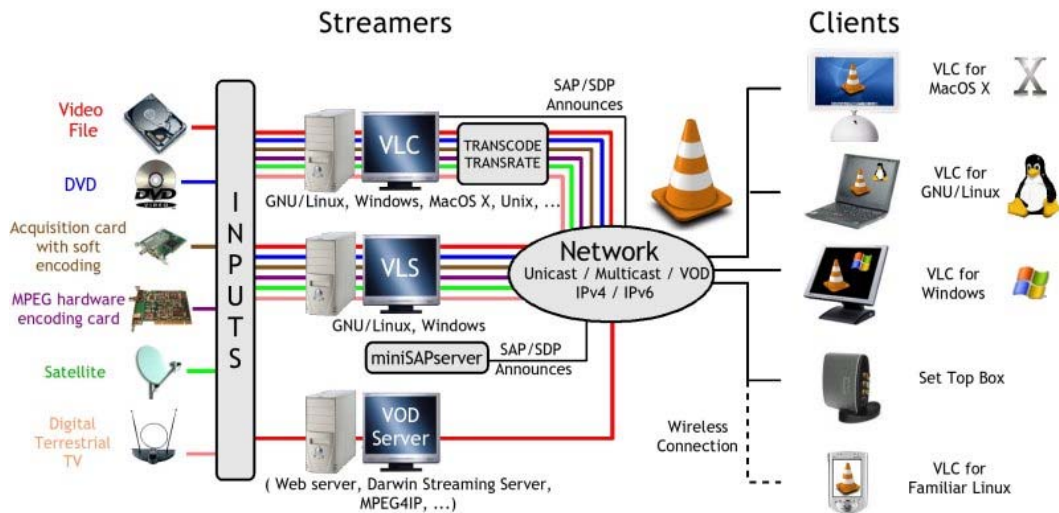 Streamers
Clients
Video
File
DVD
DVD
VIDEO
Acquisition card
with soft
encoding
MPEG hardware
encoding card
Satellite
Digital
Terrestrial
TV
INPUTS
VLC
TRANSCODE
TRANSRATE
SAP/SDP
Announces
GNU/Linux, Windows, MacOS X, Unix, ...
VLS
GNU/Linux, Windows
Network
Unicast / Multicast / VOD
IPv4 / IPv6
miniSAPserver
SAP/SDP
Announces
VOD
Server
( Web server, Darwin Streaming Server,
MPEG4IP, ...)
Wireless
Connection
VLC for
MacOS X
X
VLC for
GNU/Linux
VLC for
Windows
Set Top Box
VLC for
Familiar Linux